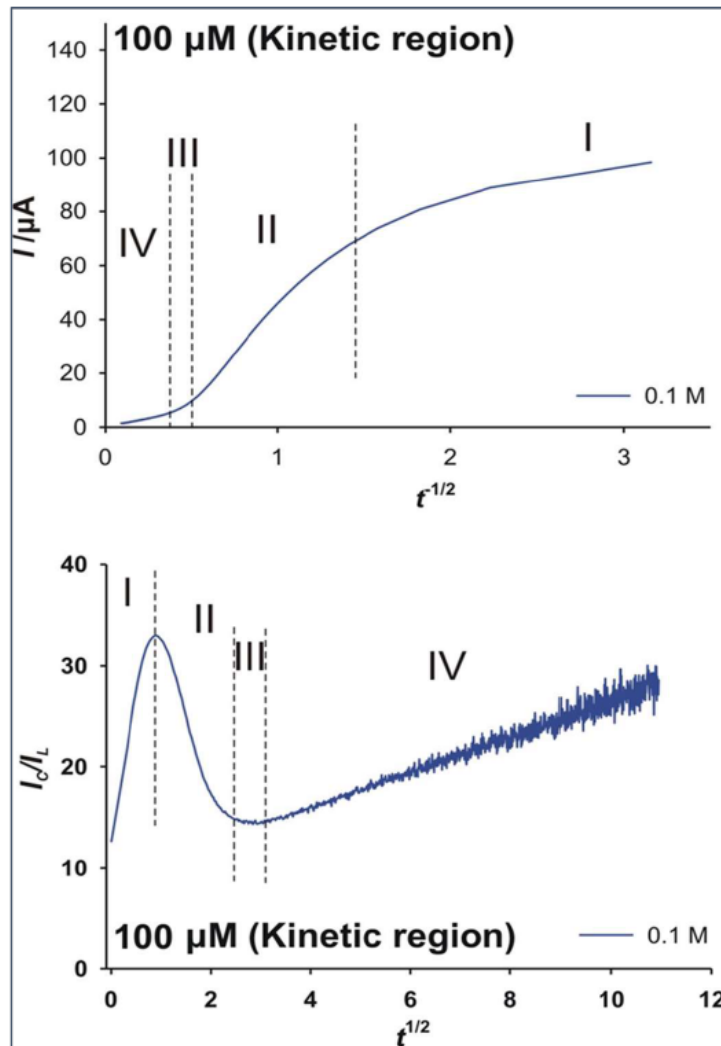 100 µM (Kinetic region)
140
120
100
80
60
40
20
0
I /µA
IV
III
II
I
0.1 M
0
1
2
3
t-1/2
40
30
20
10
0
IC/IL
I
II
III
IV
100 µM (Kinetic region)
0.1 M
0
2
4
6
8
10
12
t1/2